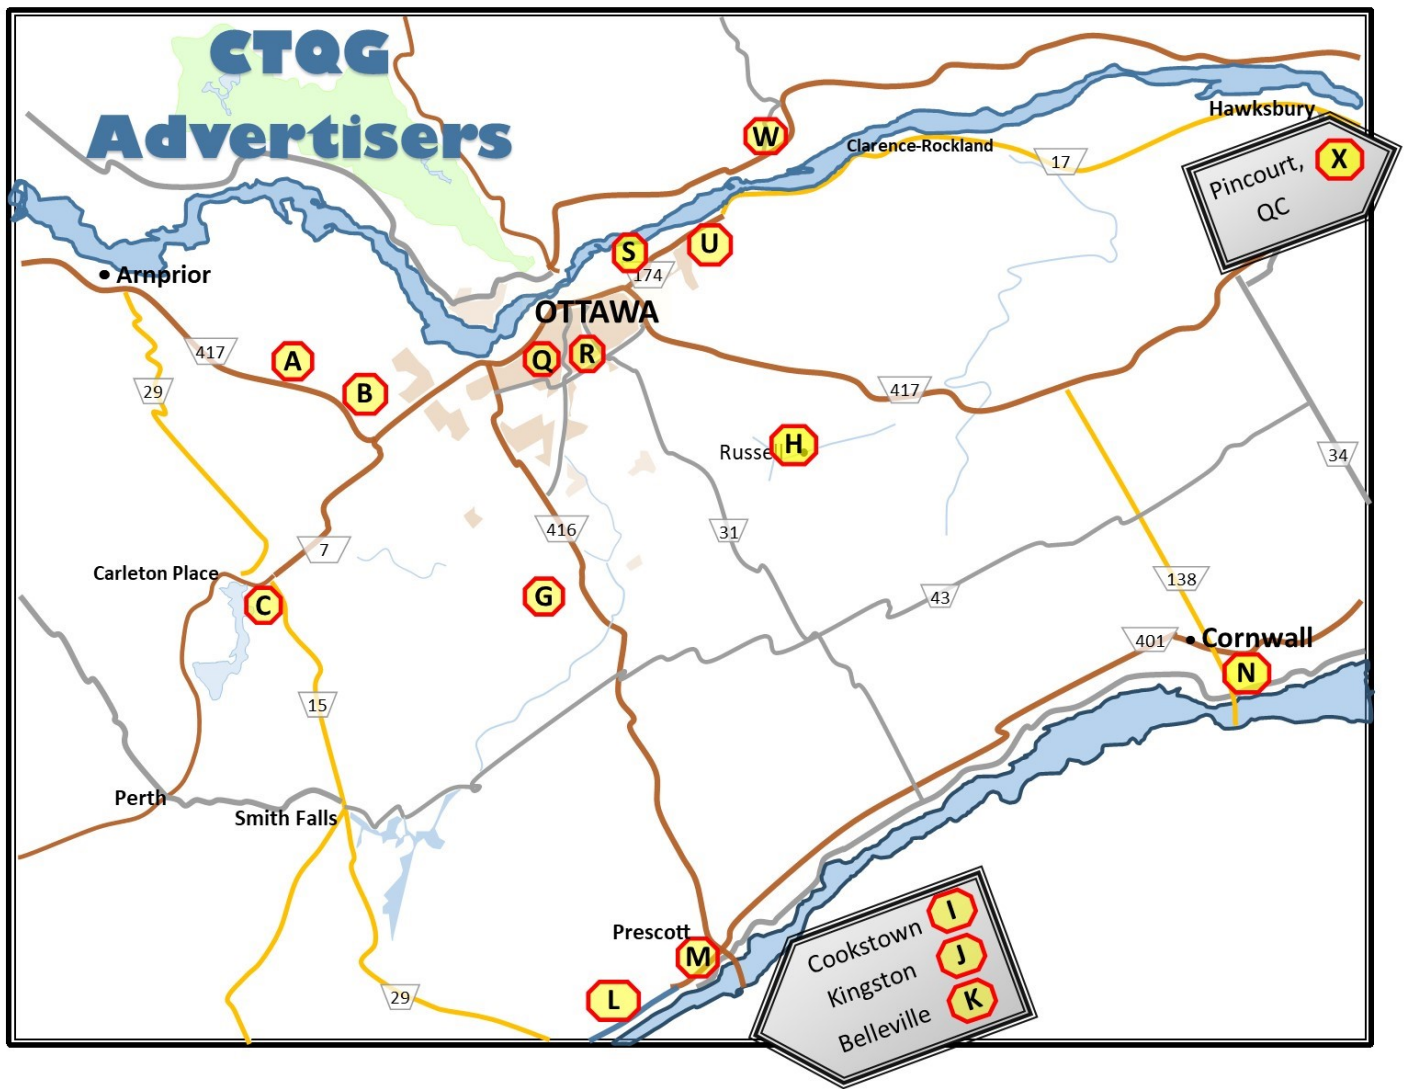 CTQG
Advertisers
W
Hawksbury
Clarence-Rockland
17
Pincourt,
QC
X
S
U
174
Arnprior
OTTAWA
417
A
Q
R
29
B
417
H
Russell
34
416
31
7
Carleton Place
C
G
43
138
401
Cornwall
N
15
Perth
Smith Falls
Prescott
M
L
29
Cookstown
I
Kingston
J
Belleville
K